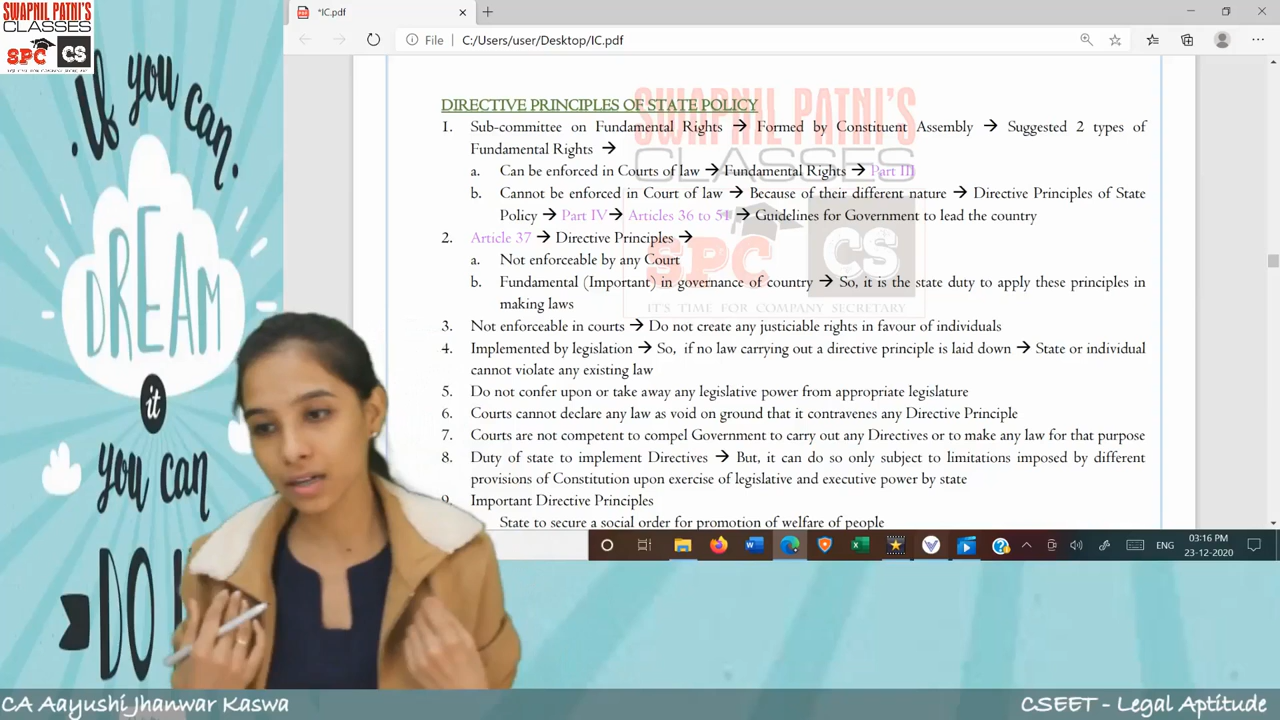 SWAPNIL PATNI'S
CLASSES
SPC CS
IT'S TIME FOR COMPANY SECRETARY
If you can
DREAM
it
you can
DO
*IC.pdf
File C:/Users/user/Desktop/IC.pdf
SWAPNIL PATNI'S
CLASSES
SPC CS
IT'S TIME FOR COMPANY SECRETARY
DIRECTIVE PRINCIPLES OF STATE POLICY
1. Sub-committee on Fundamental Rights → Formed by Constituent Assembly → Suggested 2 types of
Fundamental Rights →
a. Can be enforced in Courts of law → Fundamental Rights → Part III
b. Cannot be enforced in Court of law → Because of their different nature → Directive Principles of State
Policy → Part IV → Articles 36 to 51 → Guidelines for Government to lead the country
2. Article 37 → Directive Principles →
a. Not enforceable by any Court
b. Fundamental (Important) in governance of country → So, it is the state duty to apply these principles in
making laws
3. Not enforceable in courts → Do not create any justiciable rights in favour of individuals
4. Implemented by legislation → So, if no law carrying out a directive principle is laid down → State or individual
cannot violate any existing law
5. Do not confer upon or take away any legislative power from appropriate legislature
6. Courts cannot declare any law as void on ground that it contravenes any Directive Principle
7. Courts are not competent to compel Government to carry out any Directives or to make any law for that purpose
8. Duty of state to implement Directives → But, it can do so only subject to limitations imposed by different
provisions of Constitution upon exercise of legislative and executive power by state
9. Important Directive Principles
State to secure a social order for promotion of welfare of people
ENG
03:16 PM
23-12-2020
CA Aayushi Jhanwar Kaswa
CSEET - Legal Aptitude